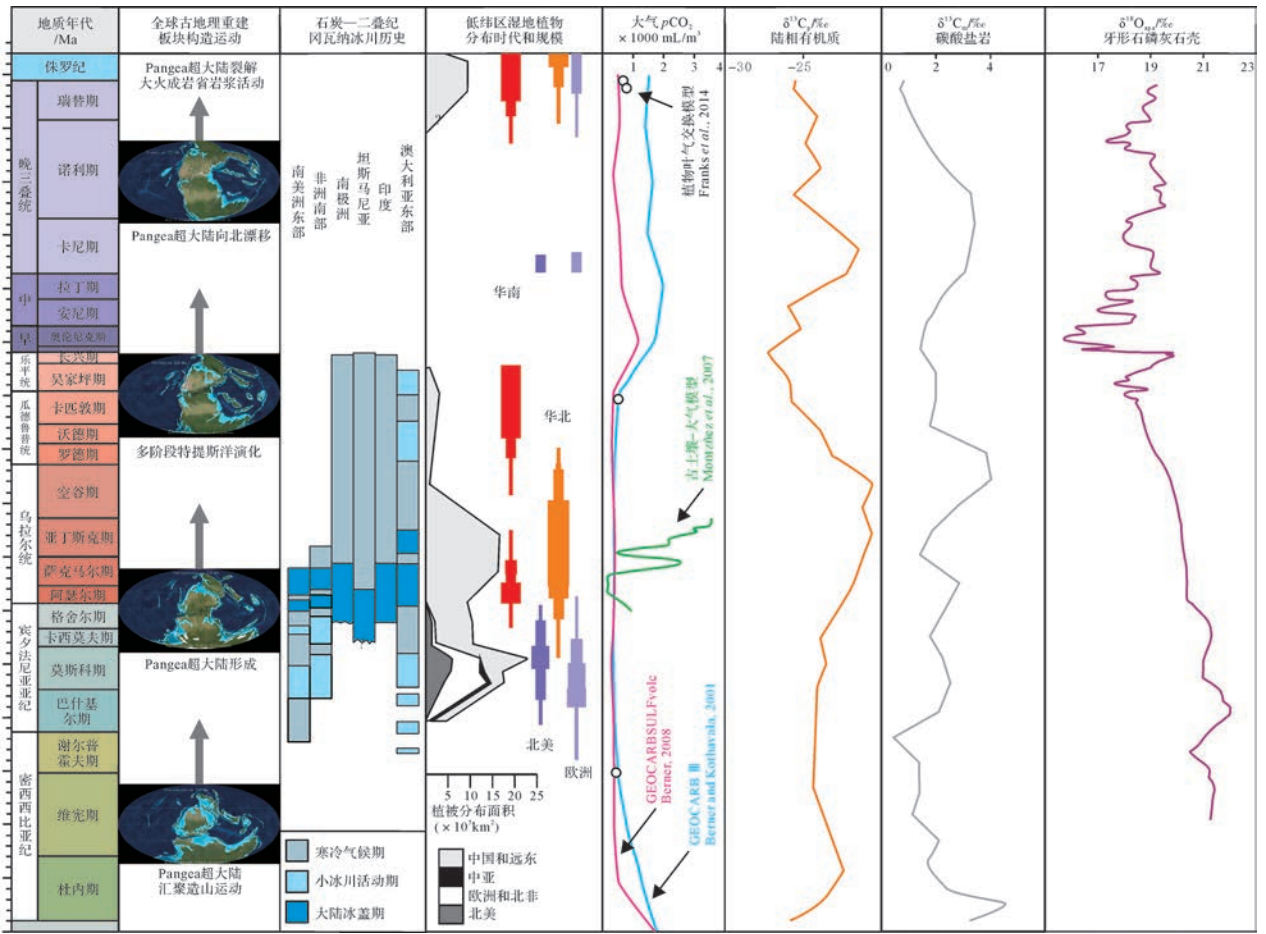 地质年代
/Ma
全球古地理重建
板块构造运动
石炭—二叠纪
冈瓦纳冰川历史
低纬区湿地植物
分布时代和规模
大气 pCO₂
× 1000 mL/m³
陆相有机质
碳酸盐岩
牙形石磷灰石壳
0 1 2 3
−30 −25
0 2 4 6
17 19 21 23
侏罗纪
晚三叠统
瑞替期
诺利期
卡尼期
中
拉丁期
安尼期
早
奥伦尼克期
乐平统
长兴期
吴家坪期
瓜德鲁普统
卡匹敦期
沃德期
罗德期
乌拉尔统
空谷期
亚丁斯克期
萨克马尔期
阿瑟尔期
宾夕法尼亚亚纪
格舍尔期
卡西莫夫期
莫斯科期
巴什基
尔期
密西西比亚纪
谢尔普
霍夫期
维宪期
杜内期
Pangea超大陆裂解
大火成岩省岩浆活动
Pangea超大陆向北漂移
多阶段特提斯洋演化
Pangea超大陆形成
Pangea超大陆
汇聚造山运动
南美洲东部
非洲南部
南极洲
坦斯马尼亚
印度
澳大利亚东部
寒冷气候期
小冰川活动期
大陆冰盖期
?
华南
华北
北美
欧洲
5 10 15 20 25
植被分布面积
中国和远东
中亚
欧洲和北非
北美
植物叶气交换模型
Franks et al., 2014
古土壤-大气模型
Montañez et al., 2007
GEOCARBSULFvolc
Berner, 2008
GEOCARB Ⅲ
Berner and Kothavala, 2001